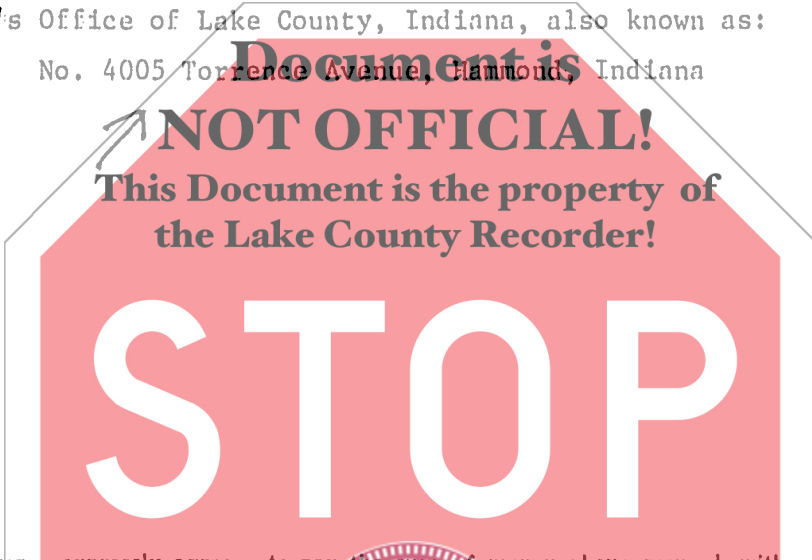 's Office of Lake County, Indiana, also known as:
No. 4005 Torrence Avenue, Hammond, Indiana
Document is
NOT OFFICIAL!
This Document is the property of
the Lake County Recorder!
STOP